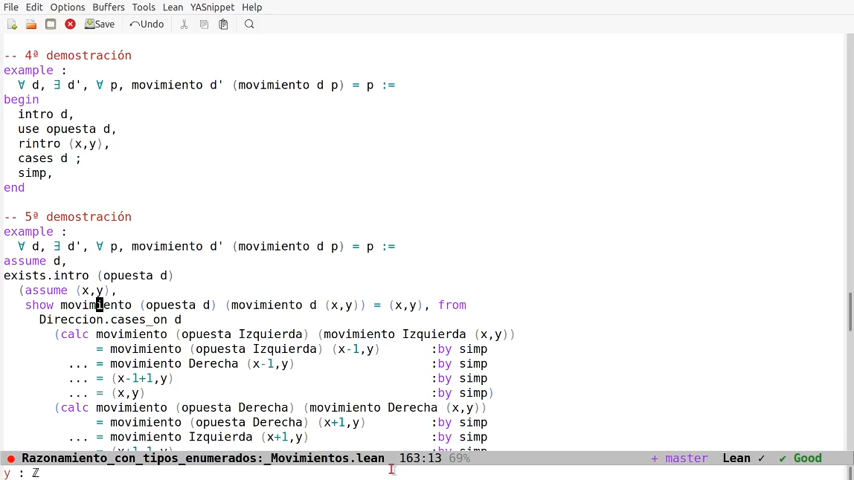 File Edit Options Buffers Tools Lean YASnippet Help
Save Undo
-- 4ª demostración
example :
∀ d, ∃ d', ∀ p, movimiento d' (movimiento d p) = p :=
begin
intro d,
use opuesta d,
rintro (x,y),
cases d ;
simp,
end
-- 5ª demostración
example :
∀ d, ∃ d', ∀ p, movimiento d' (movimiento d p) = p :=
assume d,
exists.intro (opuesta d)
(assume (x,y),
show movimiento (opuesta d) (movimiento d (x,y)) = (x,y), from
Direccion.cases_on d
(calc movimiento (opuesta Izquierda) (movimiento Izquierda (x,y))
= movimiento (opuesta Izquierda) (x-1,y) :by simp
... = movimiento Derecha (x-1,y) :by simp
... = (x-1+1,y) :by simp
... = (x,y) :by simp)
(calc movimiento (opuesta Derecha) (movimiento Derecha (x,y))
= movimiento (opuesta Derecha) (x+1,y) :by simp
... = movimiento Izquierda (x+1,y) :by simp
Razonamiento_con_tipos_enumerados:_Movimientos.lean 163:13 69% + master Lean ✓ ✔ Good
y : ℤ